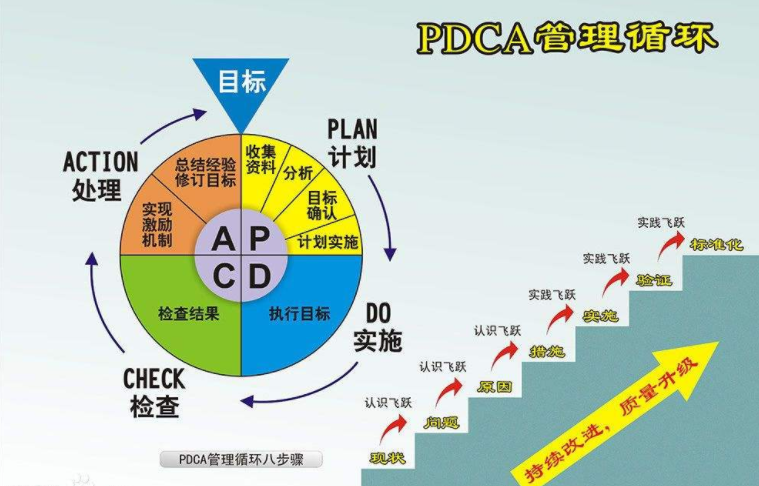 PDCA管理循环
目标
PLAN
计划
收集
资料
分析
目标
确认
计划实施
ACTION
处理
总结经验
修订目标
实现
激励
机制
A
P
C
D
检查结果
执行目标
DO
实施
CHECK
检查
PDCA管理循环八步骤
实践飞跃
标准化
实践飞跃
验证
实践飞跃
实施
认识飞跃
措施
认识飞跃
原因
认识飞跃
问题
现状
持续改进，质量升级
认识飞跃